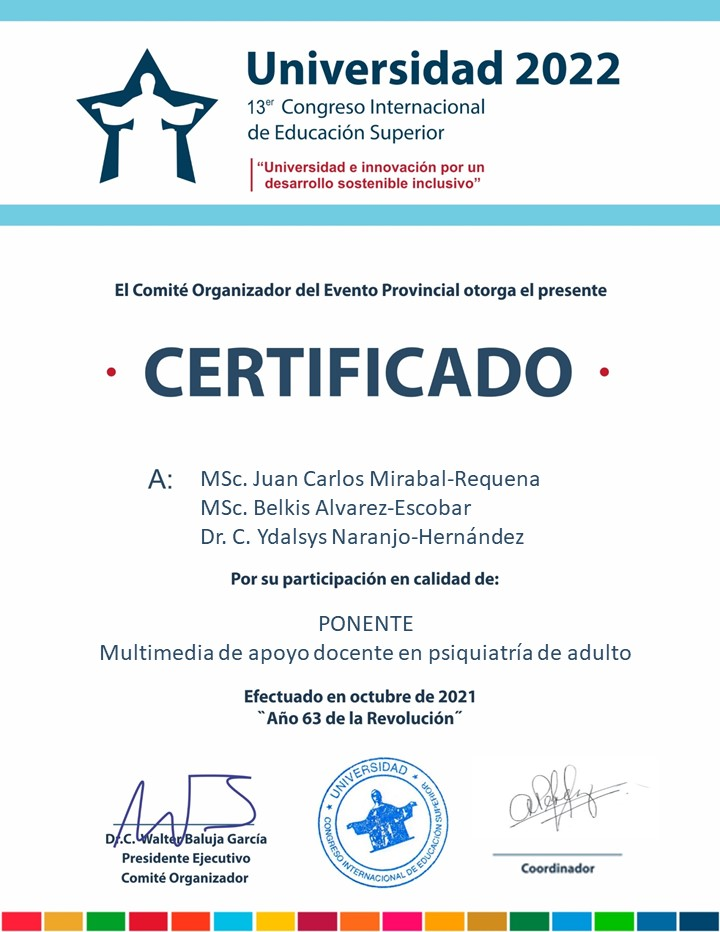 Universidad 2022
13er Congreso Internacional
de Educación Superior
“Universidad e innovación por un
desarrollo sostenible inclusivo”
El Comité Organizador del Evento Provincial otorga el presente
• CERTIFICADO •
A: MSc. Juan Carlos Mirabal-Requena
MSc. Belkis Alvarez-Escobar
Dr. C. Ydalsys Naranjo-Hernández
Por su participación en calidad de:
PONENTE
Multimedia de apoyo docente en psiquiatría de adulto
Efectuado en octubre de 2021
¨Año 63 de la Revolución˝
UNIVERSIDAD
CONGRESO INTERNACIONAL DE EDUCACIÓN SUPERIOR
Dr.C. Walter Baluja García
Presidente Ejecutivo
Comité Organizador
Coordinador